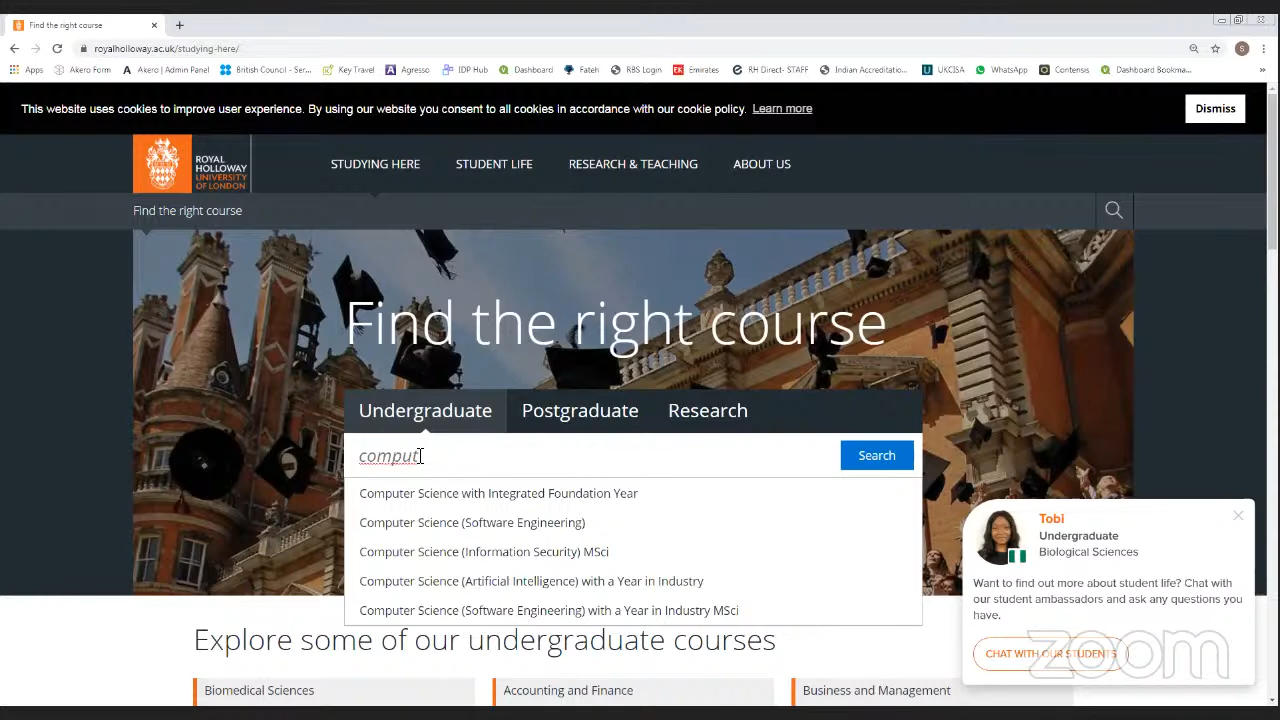 Find the right course
royalholloway.ac.uk/studying-here/
S
Apps
Akero Form
Akero | Admin Panel
British Council - Ser...
Key Travel
Agresso
IDP Hub
Dashboard
Fateh
RBS Login
Emirates
RH Direct- STAFF
Indian Accreditatio...
UKCISA
WhatsApp
Contensis
Dashboard Bookma...
This website uses cookies to improve user experience. By using our website you consent to all cookies in accordance with our cookie policy. Learn more
Dismiss
ROYAL
HOLLOWAY
UNIVERSITY
OF LONDON
STUDYING HERE
STUDENT LIFE
RESEARCH & TEACHING
ABOUT US
Find the right course
Find the right course
Undergraduate
Postgraduate
Research
comput
Search
Computer Science with Integrated Foundation Year
Computer Science (Software Engineering)
Computer Science (Information Security) MSci
Computer Science (Artificial Intelligence) with a Year in Industry
Computer Science (Software Engineering) with a Year in Industry MSci
Tobi
Undergraduate
Biological Sciences
Want to find out more about student life? Chat with
our student ambassadors and ask any questions you
have.
CHAT WITH OUR STUDENTS
zoom
Explore some of our undergraduate courses
Biomedical Sciences
Accounting and Finance
Business and Management